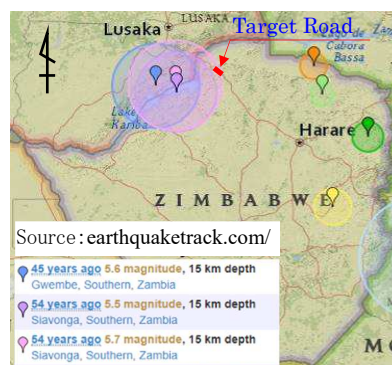 Lusaka
LUSAKA
Target Road
Lago de
Cabora
Bassa
Lake
Kariba
Harare
ZIMBABWE
Source:earthquaketrack.com/
45 years ago 5.6 magnitude, 15 km depth
Gwembe, Southern, Zambia
54 years ago 5.5 magnitude, 15 km depth
Siavonga, Southern, Zambia
54 years ago 5.7 magnitude, 15 km depth
Siavonga, Southern, Zambia